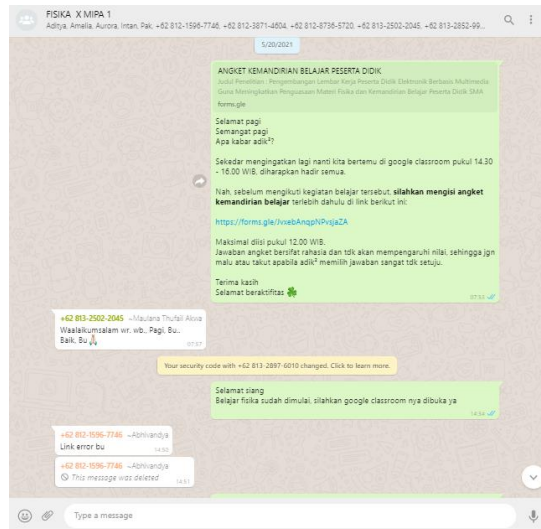 FISIKA X MIPA 1
Aditya, Amelia, Aurora, Intan, Pak, +62 812-1596-7746, +62 812-3871-4604, +62 812-8736-5720, +62 813-2502-2045, +62 813-2852-99...
5/20/2021
ANGKET KEMANDIRIAN BELAJAR PESERTA DIDIK
Judul Penelitian : Pengembangan Lembar Kerja Peserta Didik Elektronik Berbasis Multimedia
Guna Meningkatkan Penguasaan Materi Fisika dan Kemandirian Belajar Peserta Didik SMA
forms.gle
Selamat pagi
Semangat pagi
Apa kabar adik²?
Sekedar mengingatkan lagi nanti kita bertemu di google classroom pukul 14.30
- 16.00 WIB, diharapkan hadir semua.
Nah, sebelum mengikuti kegiatan belajar tersebut, silahkan mengisi angket
kemandirian belajar terlebih dahulu di link berikut ini:
Maksimal diisi pukul 12.00 WIB.
Jawaban angket bersifat rahasia dan tdk akan mempengaruhi nilai, sehingga jgn
malu atau takut apabila adik² memilih jawaban sangat tdk setuju.
Terima kasih
Selamat beraktifitas 🍀
07:53
+62 813-2502-2045 ~Maulana Thufail Akwa
Waalaikumsalam wr. wb., Pagi, Bu..
Baik, Bu 🙏🏻
07:57
Your security code with +62 813-2897-6010 changed. Click to learn more.
Selamat siang
Belajar fisika sudah dimulai, silahkan google classroom nya dibuka ya
+62 812-1596-7746 ~Abhivandya
Link error bu
14:50
+62 812-1596-7746 ~Abhivandya
This message was deleted
14:51
Type a message